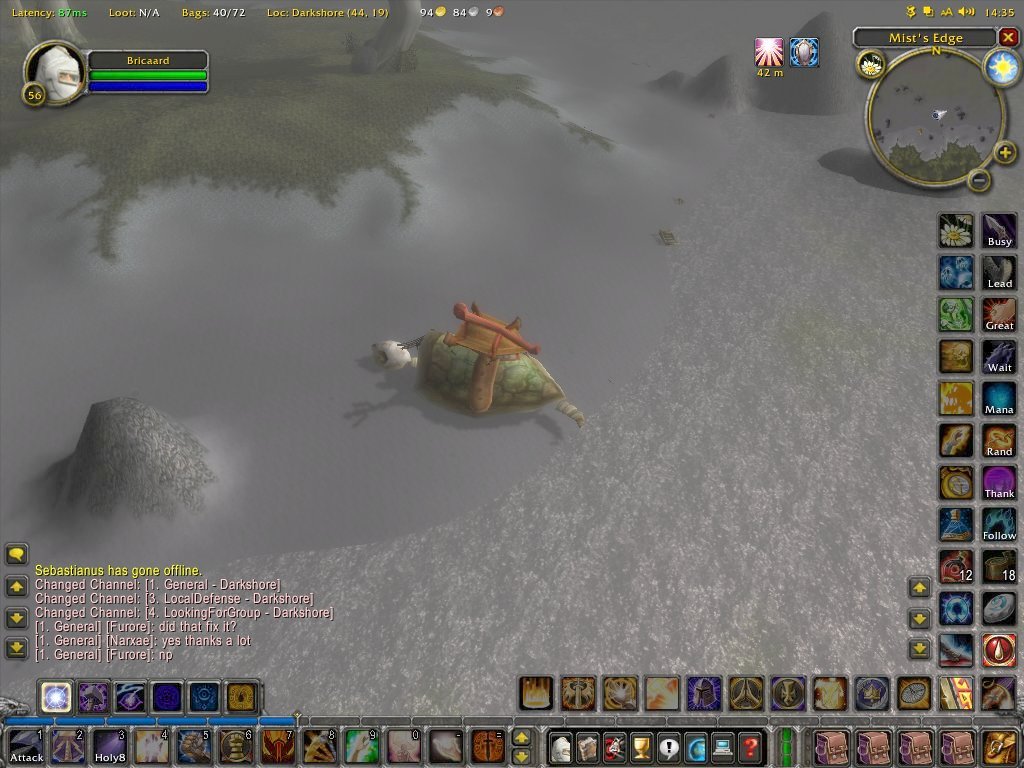 Latency: 87ms Loot: N/A Bags: 40/72 Loc: Darkshore (44, 19) 94 84 9 AA 14:35
Mist's Edge
N
Bricaard
56
42 m
Busy
Lead
Great
Wait
Mana
Rand
Thank
Follow
12 18
Sebastianus has gone offline.
Changed Channel: [1. General - Darkshore]
Changed Channel: [3. LocalDefense - Darkshore]
Changed Channel: [4. LookingForGroup - Darkshore]
[1. General] [Furore]: did that fix it?
[1. General] [Narxae]: yes thanks a lot
[1. General] [Furore]: np
1 2 3 4 5 6 7 8 9 0 - =
Attack Holy8